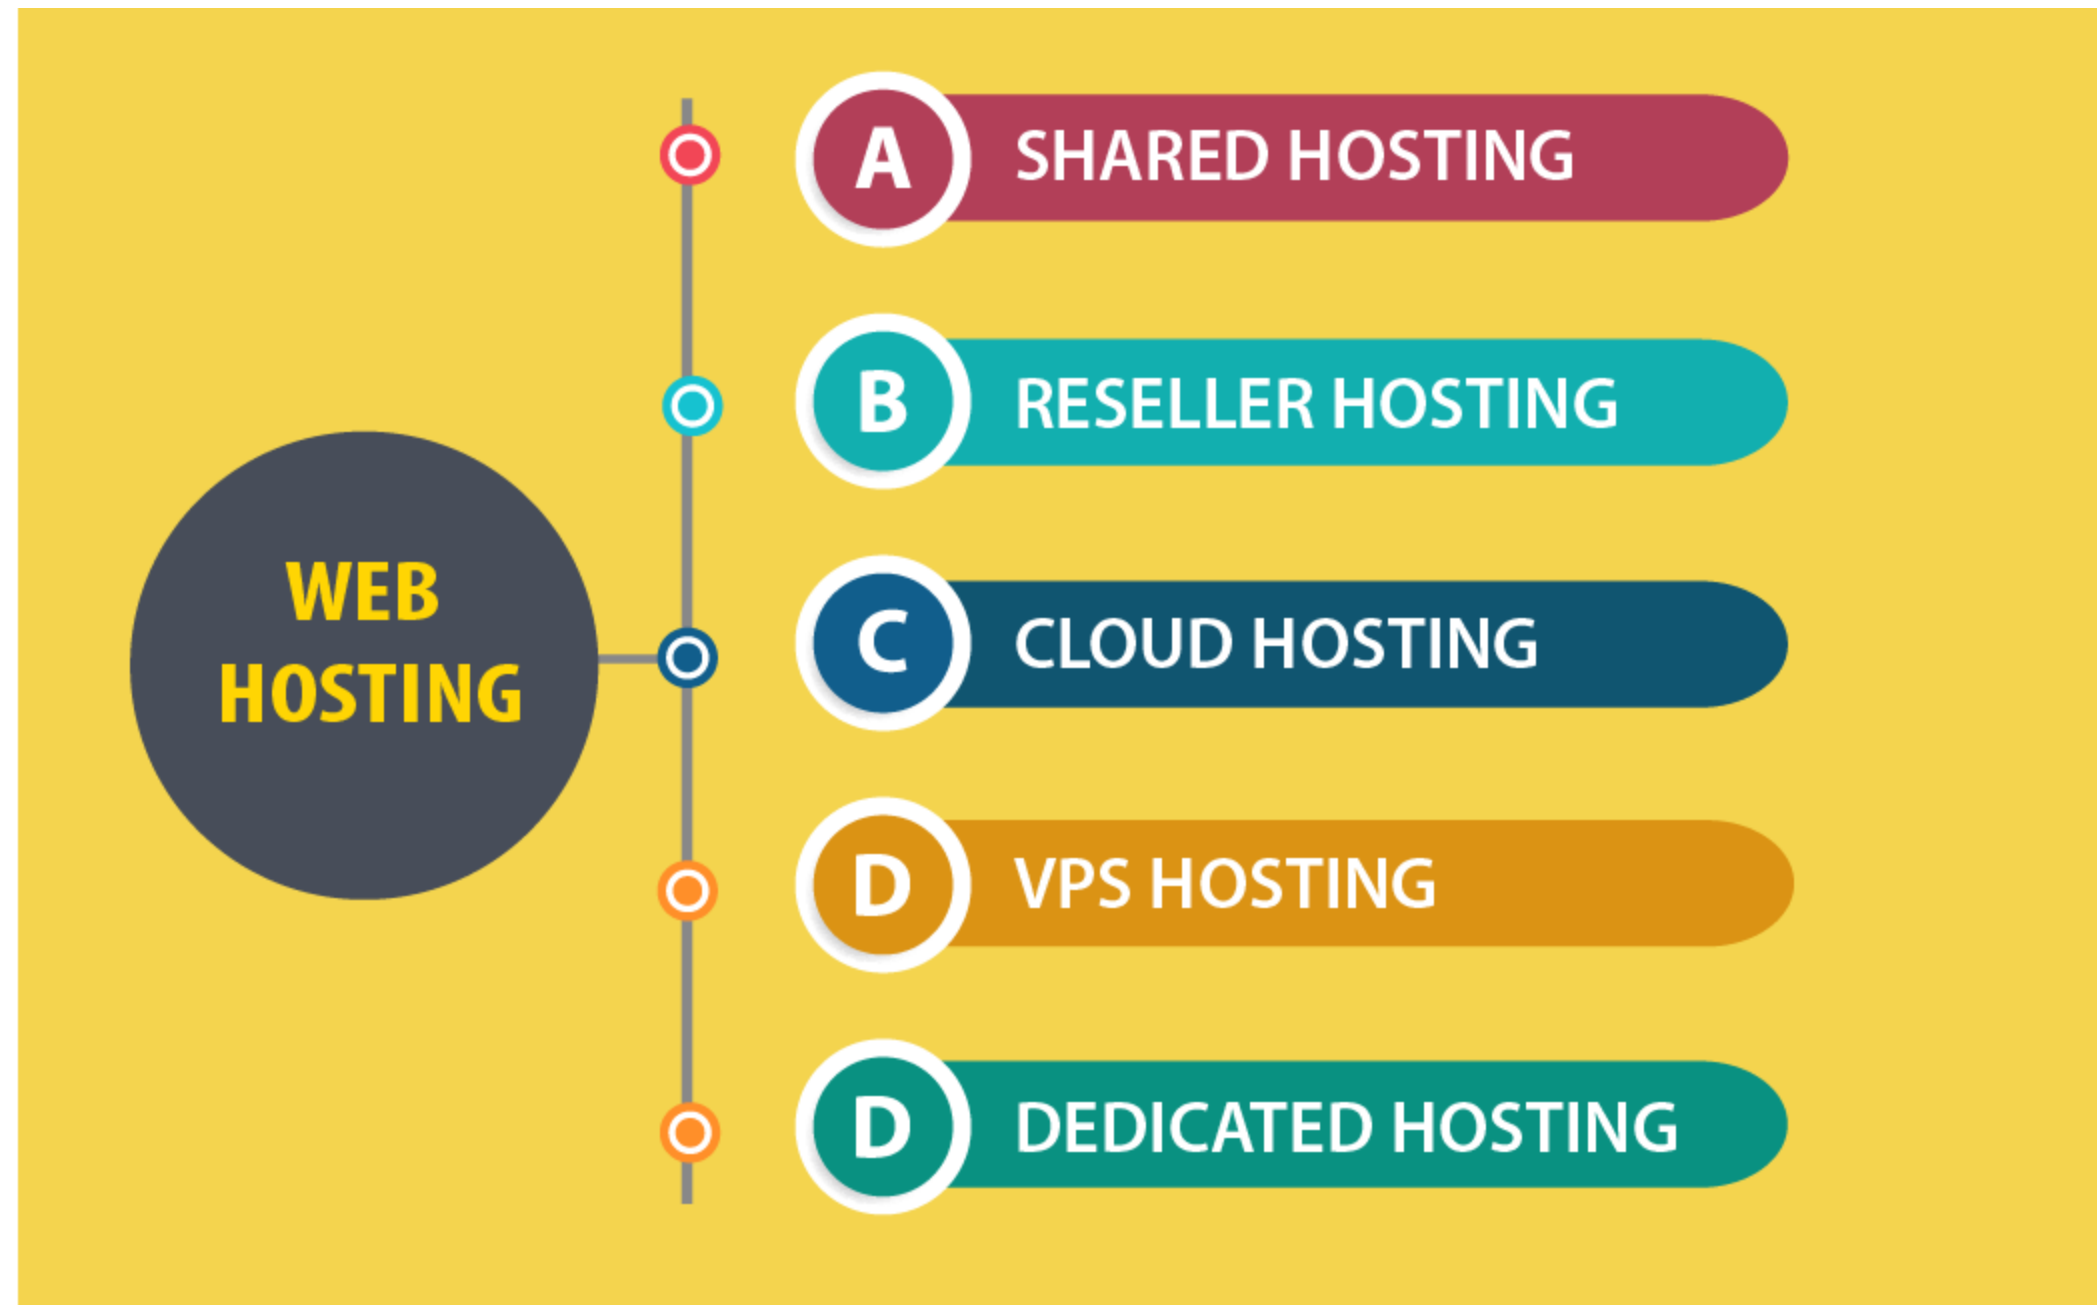 WEB
HOSTING
A SHARED HOSTING
B RESELLER HOSTING
C CLOUD HOSTING
D VPS HOSTING
D DEDICATED HOSTING